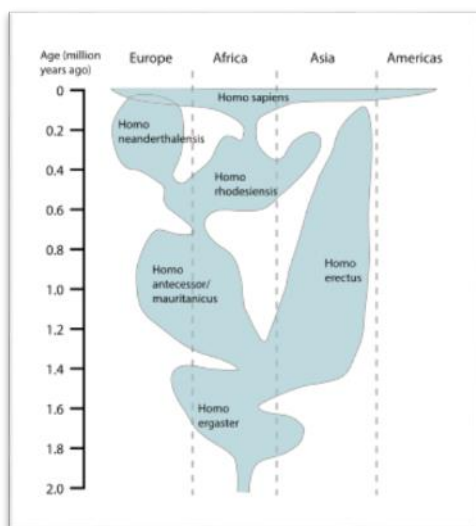 Age (million
years ago)
Europe
Africa
Asia
Americas
0
0.2
0.4
0.6
0.8
1.0
1.2
1.4
1.6
1.8
2.0
Homo sapiens
Homo
neanderthalensis
Homo
rhodesiensis
Homo
antecessor/
mauritanicus
Homo
erectus
Homo
ergaster